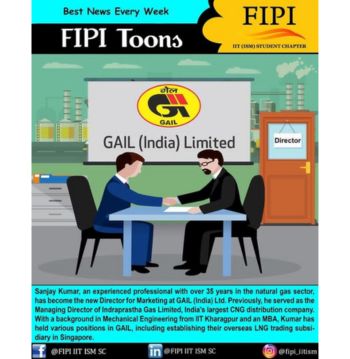 Best News Every Week
FIPI Toons
FIPI
IIT (ISM) STUDENT CHAPTER
गेल
GAIL
GAIL (India) Limited
Director
Sanjay Kumar, an experienced professional with over 35 years in the natural gas sector,
has become the new Director for Marketing at GAIL (India) Ltd. Previously, he served as the
Managing Director of Indraprastha Gas Limited, India's largest CNG distribution company.
With a background in Mechanical Engineering from IIT Kharagpur and an MBA, Kumar has
held various positions in GAIL, including establishing their overseas LNG trading subsi-
diary in Singapore.
@FIPI IIT ISM SC
in @FIPI IIT ISM SC
@fipi_iitism